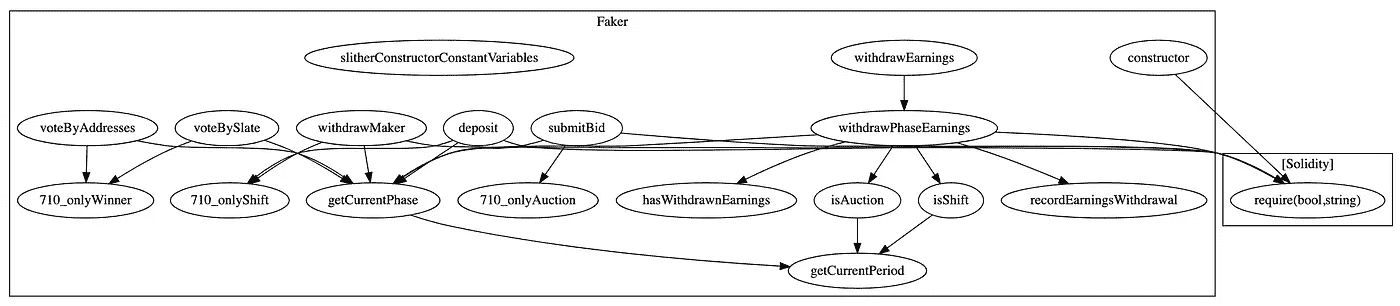 Faker
slitherConstructorConstantVariables
withdrawEarnings
constructor
voteByAddresses
voteBySlate
withdrawMaker
deposit
submitBid
withdrawPhaseEarnings
[Solidity]
710_onlyWinner
710_onlyShift
getCurrentPhase
710_onlyAuction
hasWithdrawnEarnings
isAuction
isShift
recordEarningsWithdrawal
require(bool,string)
getCurrentPeriod